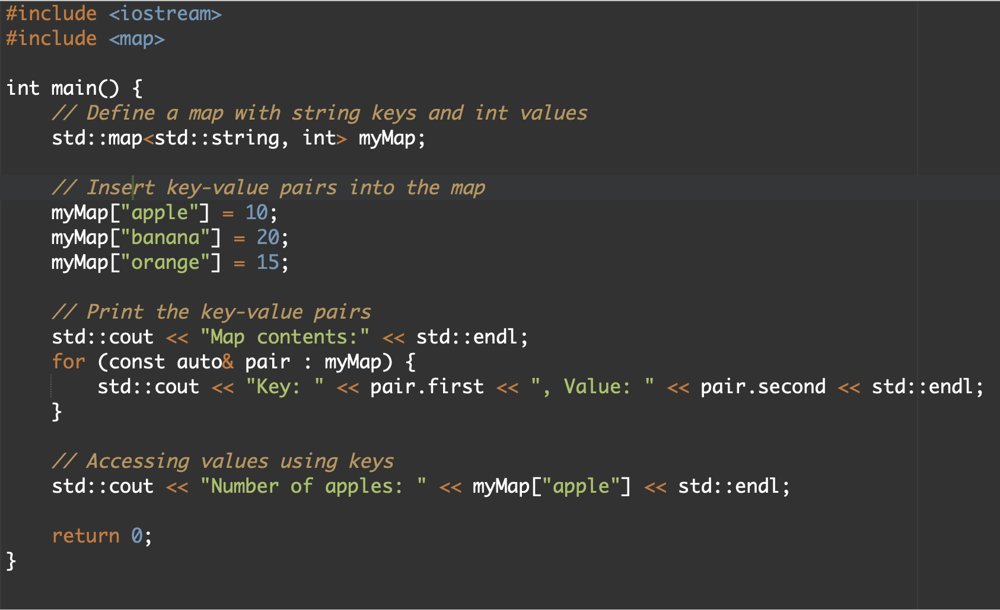 #include <iostream>
#include <map>

int main() {
    // Define a map with string keys and int values
    std::map<std::string, int> myMap;

    // Insert key-value pairs into the map
    myMap["apple"] = 10;
    myMap["banana"] = 20;
    myMap["orange"] = 15;

    // Print the key-value pairs
    std::cout << "Map contents:" << std::endl;
    for (const auto& pair : myMap) {
        std::cout << "Key: " << pair.first << ", Value: " << pair.second << std::endl;
    }

    // Accessing values using keys
    std::cout << "Number of apples: " << myMap["apple"] << std::endl;

    return 0;
}